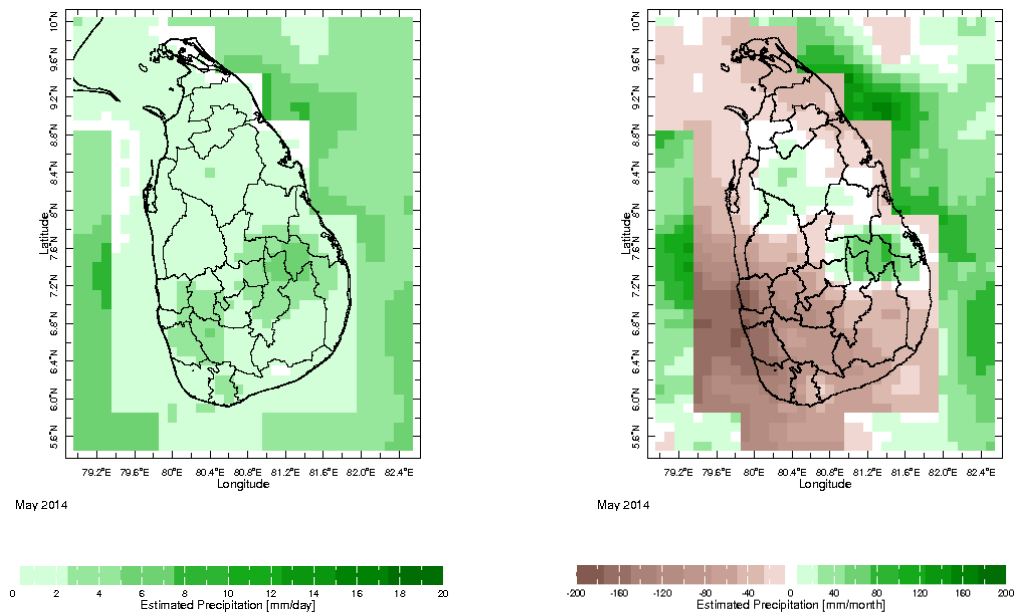 10°N
9.6°N
9.2°N
8.8°N
8.4°N
8°N
7.6°N
7.2°N
6.8°N
6.4°N
6.0°N
5.6°N
Latitude
79.2°E 79.6°E 80°E 80.4°E 80.8°E 81.2°E 81.6°E 82.0°E 82.4°E
Longitude
May 2014
0 2 4 6 8 10 12 14 16 18 20
Estimated Precipitation [mm/day]
10°N
9.6°N
9.2°N
8.8°N
8.4°N
8°N
7.6°N
7.2°N
6.8°N
6.4°N
6.0°N
5.6°N
Latitude
79.2°E 79.6°E 80°E 80.4°E 80.8°E 81.2°E 81.6°E 82.0°E 82.4°E
Longitude
May 2014
-200 -160 -120 -80 -40 0 40 80 120 160 200
Estimated Precipitation [mm/month]